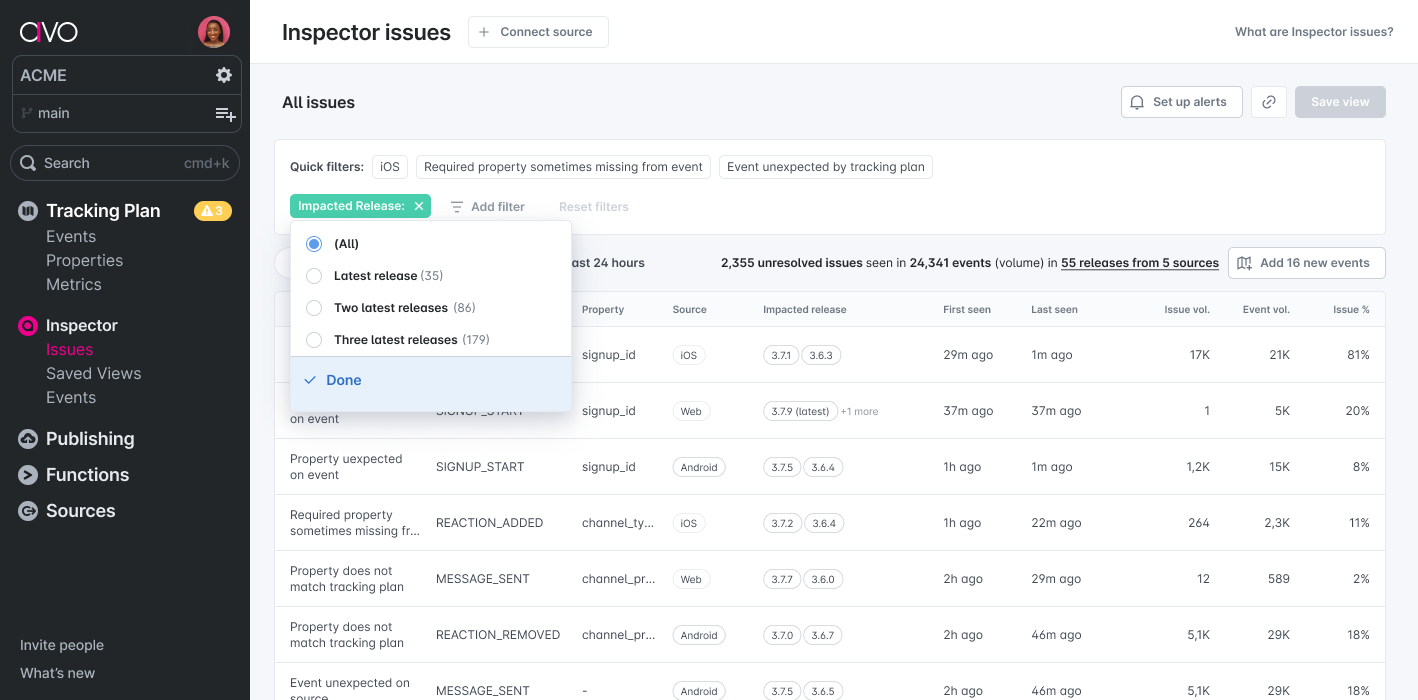 avo
ACME
main
Search cmd+k
Tracking Plan 3
Events
Properties
Metrics
Inspector
Issues
Saved Views
Events
Publishing
Functions
Sources
Invite people
What's new
Inspector issues
Connect source
What are Inspector issues?
All issues
Set up alerts
Save view
Quick filters: iOS Required property sometimes missing from event Event unexpected by tracking plan
Impacted Release: Add filter Reset filters
(All)
Latest release (35)
Two latest releases (86)
Three latest releases (179)
Done
24 hours
2,355 unresolved issues seen in 24,341 events (volume) in 55 releases from 5 sources
Add 16 new events
Property Source Impacted release First seen Last seen Issue vol. Event vol. Issue %
signup_id iOS 3.7.1 3.6.3 29m ago 1m ago 17K 21K 81%
on event SIGNUP_START signup_id Web 3.7.9 (latest) +1 more 37m ago 37m ago 1 5K 20%
Property uexpected
on event SIGNUP_START signup_id Android 3.7.5 3.6.4 1h ago 1m ago 1,2K 15K 8%
Required property
sometimes missing fr... REACTION_ADDED channel_ty... iOS 3.7.2 3.6.4 1h ago 22m ago 264 2,3K 11%
Property does not
match tracking plan MESSAGE_SENT channel_pr... Web 3.7.7 3.6.0 2h ago 29m ago 12 589 2%
Property does not
match tracking plan REACTION_REMOVED channel_pr... Android 3.7.0 3.6.7 2h ago 46m ago 5,1K 29K 18%
Event unexpected on
source MESSAGE_SENT - Android 3.7.5 3.6.5 2h ago 46m ago 5,1K 29K 18%